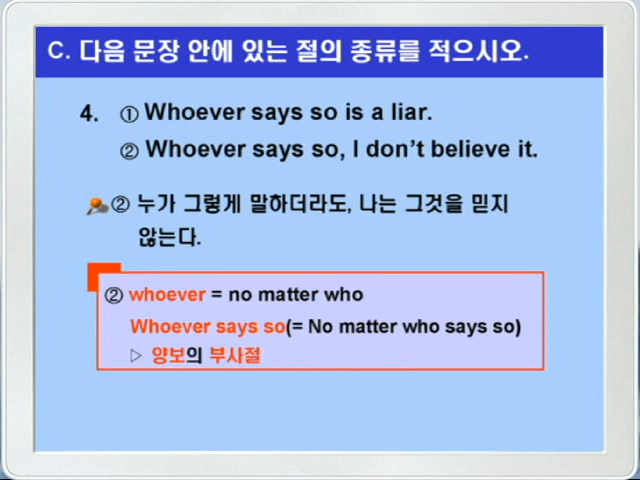 C. 다음 문장 안에 있는 절의 종류를 적으시오.
4. ① Whoever says so is a liar.
② Whoever says so, I don't believe it.
② 누가 그렇게 말하더라도, 나는 그것을 믿지
않는다.
② whoever = no matter who
Whoever says so(= No matter who says so)
▷ 양보의 부사절